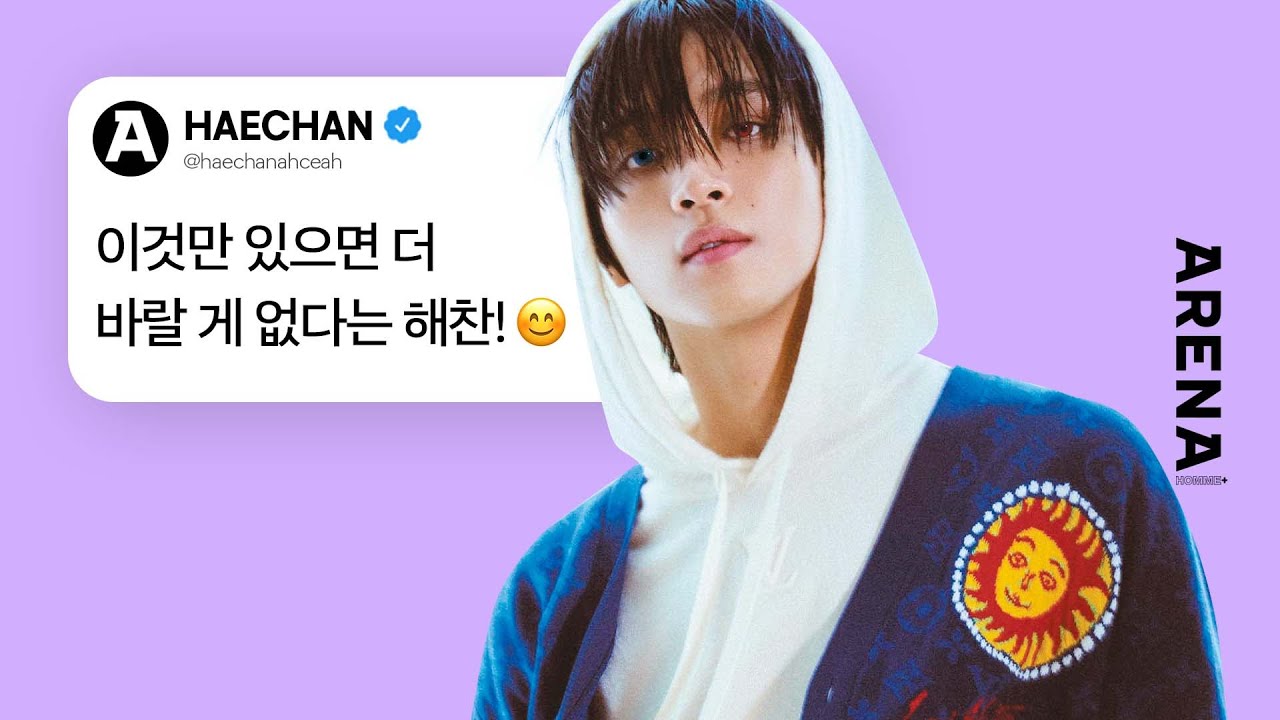 A HAECHAN
@haechanahceah
이것만 있으면 더
바랄 게 없다는 해찬! 😊
ARENA
HOMME+